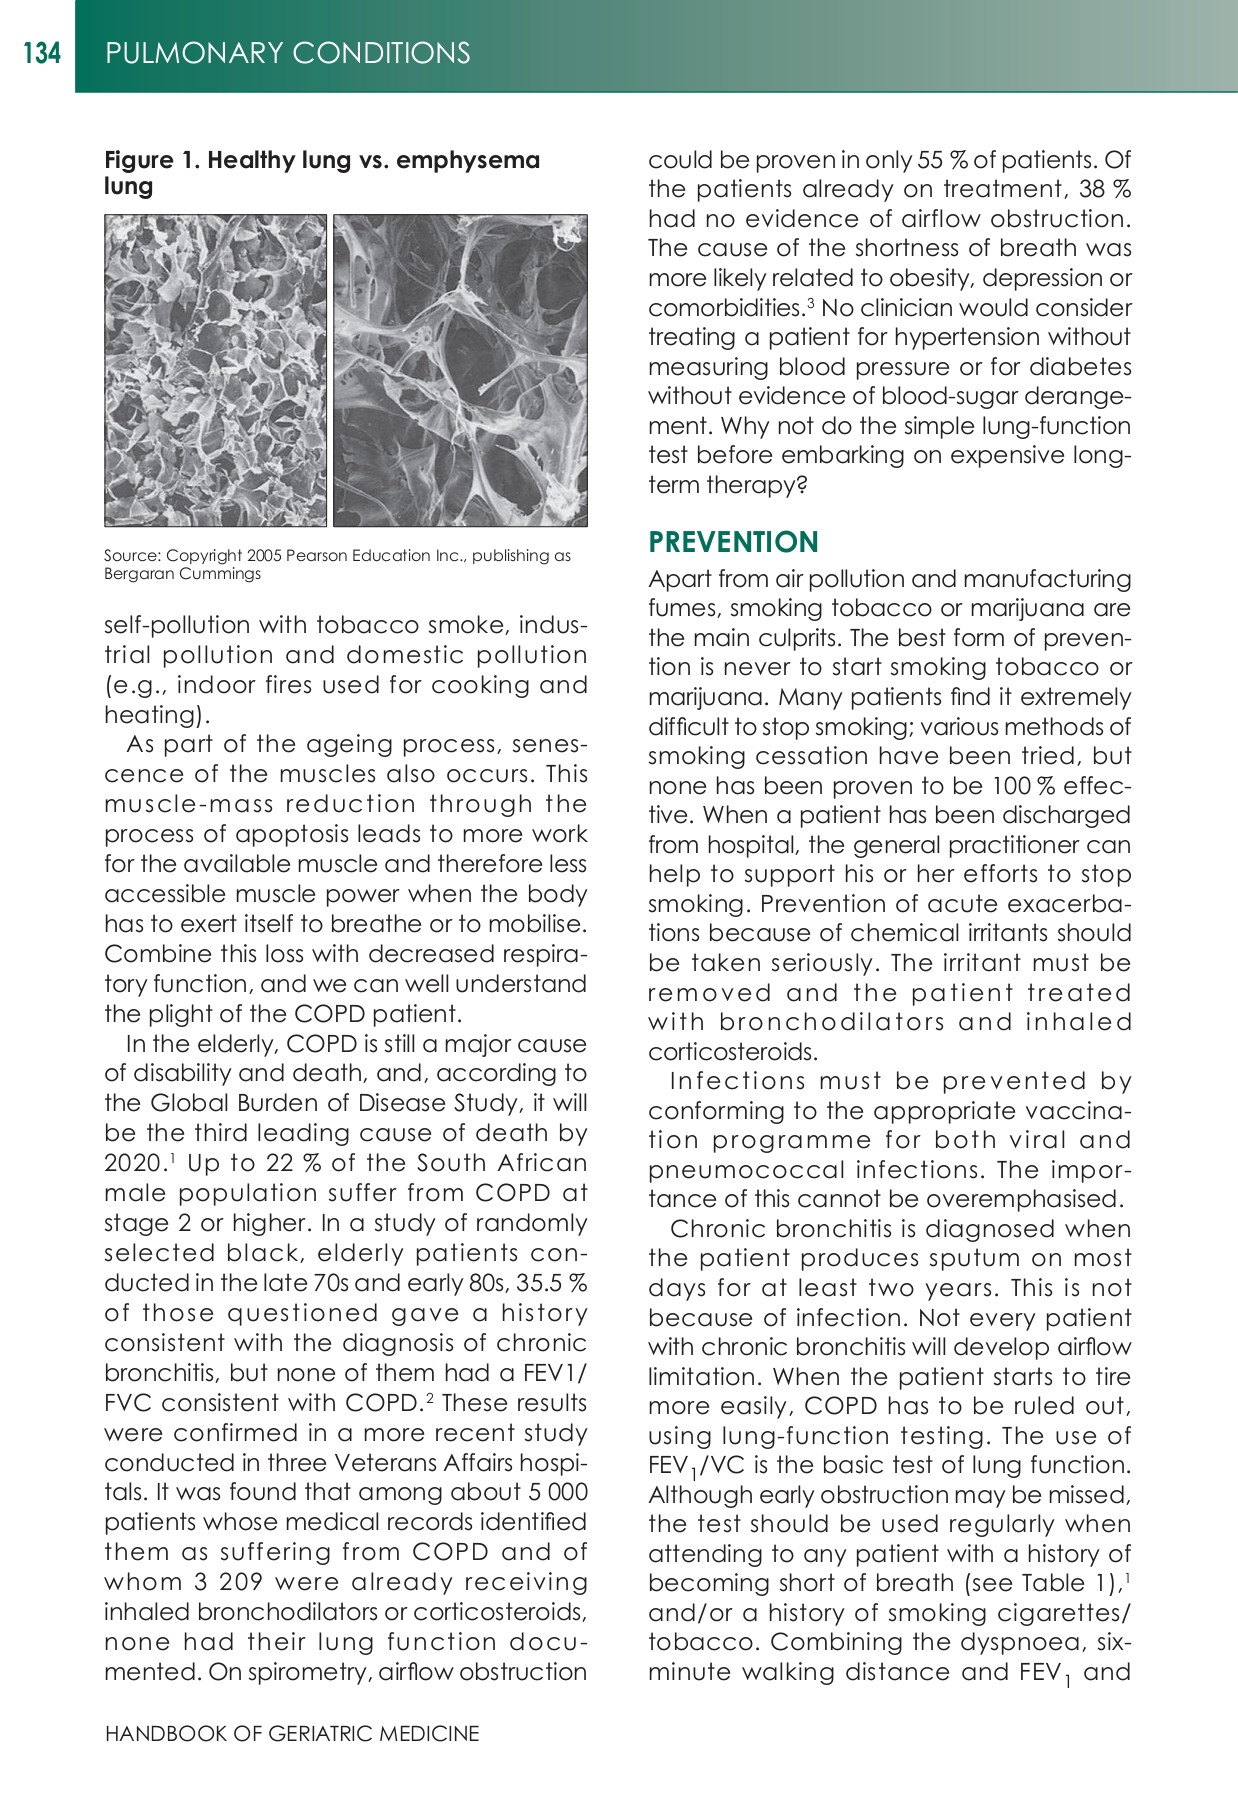 134
PULMONARY CONDITIONS
Figure 1. Healthy lung vs. emphysema
lung
Source: Copyright 2005 Pearson Education Inc., publishing as
Bergaran Cummings
self-pollution with tobacco smoke, indus-
trial pollution and domestic pollution
(e.g., indoor fires used for cooking and
heating).
As part of the ageing process, senes-
cence of the muscles also occurs. This
muscle-mass reduction through the
process of apoptosis leads to more work
for the available muscle and therefore less
accessible muscle power when the body
has to exert itself to breathe or to mobilise.
Combine this loss with decreased respira-
tory function, and we can well understand
the plight of the COPD patient.
In the elderly, COPD is still a major cause
of disability and death, and, according to
the Global Burden of Disease Study, it will
be the third leading cause of death by
2020.¹ Up to 22 % of the South African
male population suffer from COPD at
stage 2 or higher. In a study of randomly
selected black, elderly patients con-
ducted in the late 70s and early 80s, 35.5 %
of those questioned gave a history
consistent with the diagnosis of chronic
bronchitis, but none of them had a FEV1/
FVC consistent with COPD.² These results
were confirmed in a more recent study
conducted in three Veterans Affairs hospi-
tals. It was found that among about 5 000
patients whose medical records identified
them as suffering from COPD and of
whom 3 209 were already receiving
inhaled bronchodilators or corticosteroids,
none had their lung function docu-
mented. On spirometry, airflow obstruction
could be proven in only 55 % of patients. Of
the patients already on treatment, 38 %
had no evidence of airflow obstruction.
The cause of the shortness of breath was
more likely related to obesity, depression or
comorbidities.³ No clinician would consider
treating a patient for hypertension without
measuring blood pressure or for diabetes
without evidence of blood-sugar derange-
ment. Why not do the simple lung-function
test before embarking on expensive long-
term therapy?
PREVENTION
Apart from air pollution and manufacturing
fumes, smoking tobacco or marijuana are
the main culprits. The best form of preven-
tion is never to start smoking tobacco or
marijuana. Many patients find it extremely
difficult to stop smoking; various methods of
smoking cessation have been tried, but
none has been proven to be 100 % effec-
tive. When a patient has been discharged
from hospital, the general practitioner can
help to support his or her efforts to stop
smoking. Prevention of acute exacerba-
tions because of chemical irritants should
be taken seriously. The irritant must be
removed and the patient treated
with bronchodilators and inhaled
corticosteroids.
Infections must be prevented by
conforming to the appropriate vaccina-
tion programme for both viral and
pneumococcal infections. The impor-
tance of this cannot be overemphasised.
Chronic bronchitis is diagnosed when
the patient produces sputum on most
days for at least two years. This is not
because of infection. Not every patient
with chronic bronchitis will develop airflow
limitation. When the patient starts to tire
more easily, COPD has to be ruled out,
using lung-function testing. The use of
FEV₁/VC is the basic test of lung function.
Although early obstruction may be missed,
the test should be used regularly when
attending to any patient with a history of
becoming short of breath (see Table 1),¹
and/or a history of smoking cigarettes/
tobacco. Combining the dyspnoea, six-
minute walking distance and FEV₁ and
HANDBOOK OF GERIATRIC MEDICINE